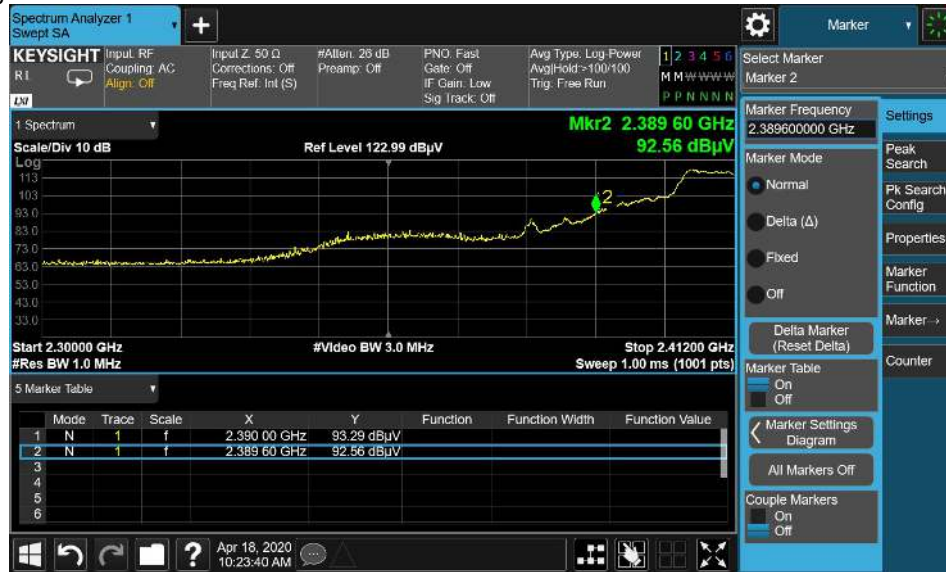 Spectrum Analyzer 1
Swept SA
Marker
KEYSIGHT
RL
LXI
Input: RF
Coupling: AC
Align: Off
Input Z: 50 Ω
Corrections: Off
Freq Ref: Int (S)
#Atten: 26 dB
Preamp: Off
PNO: Fast
Gate: Off
IF Gain: Low
Sig Track: Off
Avg Type: Log-Power
Avg|Hold:>100/100
Trig: Free Run
1 2 3 4 5 6
M M W W W W
P P N N N N
Select Marker
Marker 2
1 Spectrum
Mkr2 2.389 60 GHz
Scale/Div 10 dB
Ref Level 122.99 dBµV
92.56 dBµV
Log
113
103
93.0
83.0
73.0
63.0
53.0
43.0
33.0
2
Start 2.30000 GHz
#Video BW 3.0 MHz
Stop 2.41200 GHz
#Res BW 1.0 MHz
Sweep 1.00 ms (1001 pts)
5 Marker Table
Mode Trace Scale X Y Function Function Width Function Value
1 N 1 f 2.390 00 GHz 93.29 dBµV
2 N 1 f 2.389 60 GHz 92.56 dBµV
3
4
5
6
Marker Frequency
2.389600000 GHz
Marker Mode
Normal
Delta (Δ)
Fixed
Off
Delta Marker
(Reset Delta)
Marker Table
On
Off
Marker Settings
Diagram
All Markers Off
Couple Markers
On
Off
Settings
Peak
Search
Pk Search
Config
Properties
Marker
Function
Marker→
Counter
?
Apr 18, 2020
10:23:40 AM